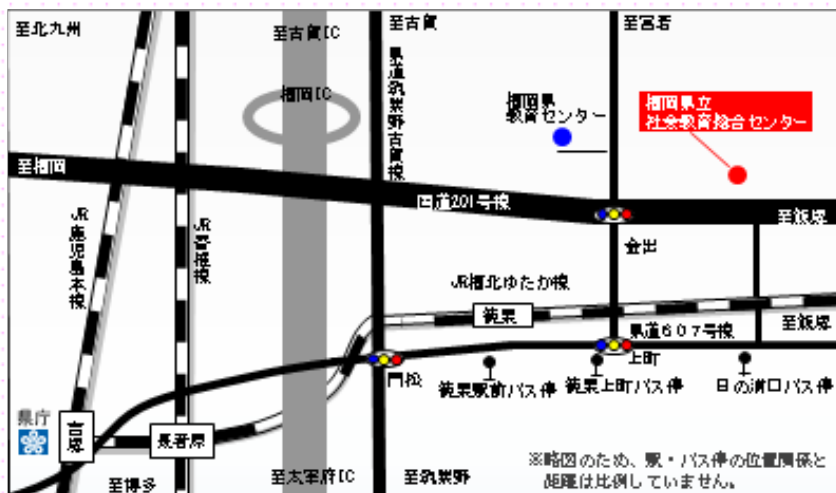 至北九州
至古賀IC
至古賀
至宮若
福岡IC
県道筑紫野古賀線
福岡県
教育センター
福岡県立
社会教育総合センター
至福岡
国道201号線
至飯塚
JR鹿児島本線
JR香椎線
金出
JR福北ゆたか線
篠栗
県道607号線
至飯塚
門松
上町
篠栗駅前バス停
篠栗上町バス停
日の浦口バス停
県庁
吉塚
長者原
至博多
至太宰府IC
至筑紫野
※略図のため、駅・バス停の位置関係と
距離は比例していません。